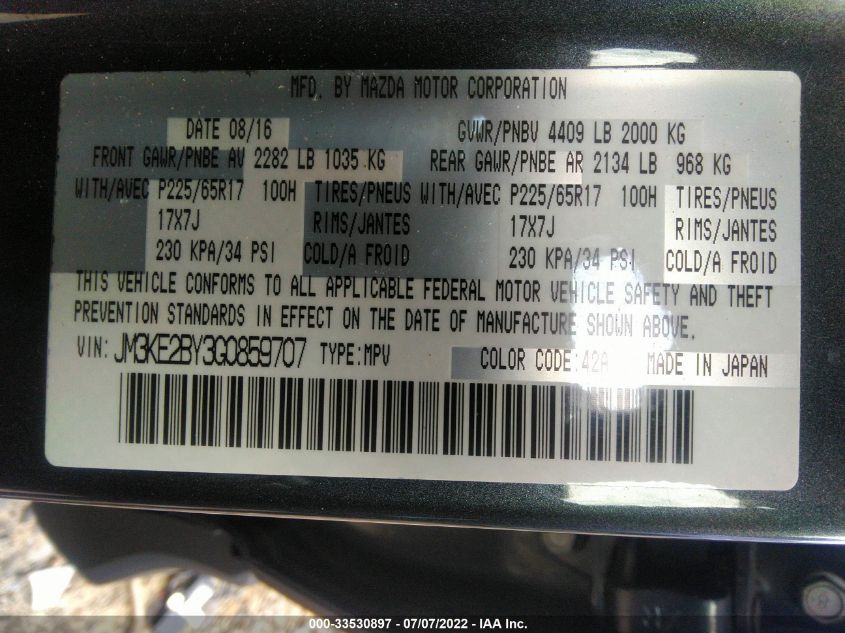 MFD. BY MAZDA MOTOR CORPORATION
DATE 08/16 GVWR/PNBV 4409 LB 2000 KG
FRONT GAWR/PNBE AV 2282 LB 1035 KG REAR GAWR/PNBE AR 2134 LB 968 KG
WITH/AVEC P225/65R17 100H TIRES/PNEUS WITH/AVEC P225/65R17 100H TIRES/PNEUS
17X7J RIMS/JANTES 17X7J RIMS/JANTES
230 KPA/34 PSI COLD/A FROID 230 KPA/34 PSI COLD/A FROID
THIS VEHICLE CONFORMS TO ALL APPLICABLE FEDERAL MOTOR VEHICLE SAFETY AND THEFT
PREVENTION STANDARDS IN EFFECT ON THE DATE OF MANUFACTURE SHOWN ABOVE.
VIN: JM3KE2BY3G0859707 TYPE:MPV COLOR CODE:42A MADE IN JAPAN
000-33530897 - 07/07/2022 - IAA Inc.